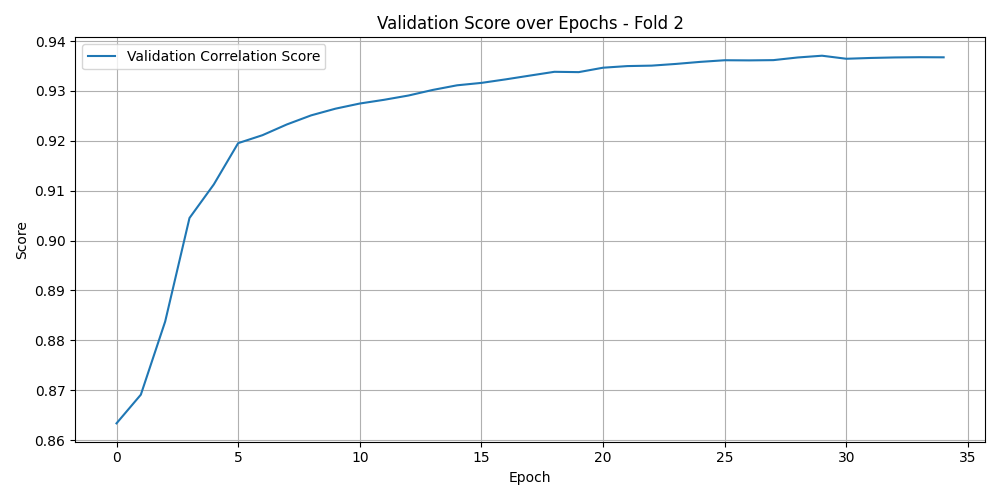 Validation Score over Epochs - Fold 2
Validation Correlation Score
0.94
0.93
0.92
0.91
0.90
0.89
0.88
0.87
0.86
Score
0 5 10 15 20 25 30 35
Epoch